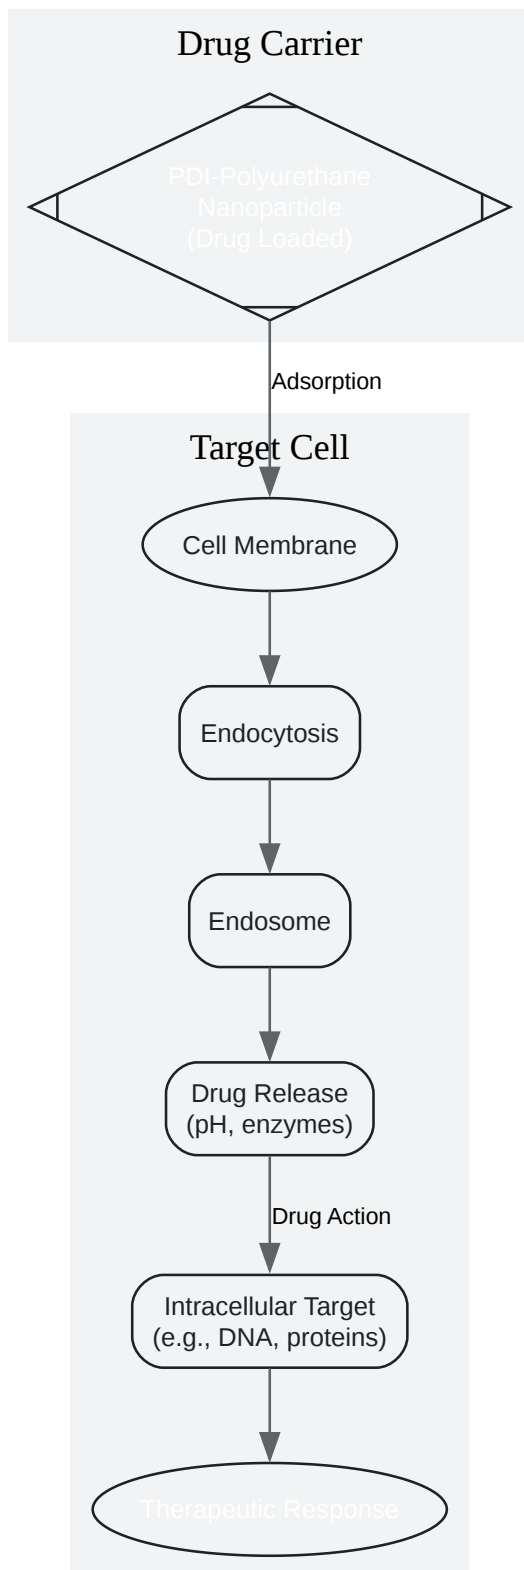 Drug Carrier
PDI-Polyurethane
Nanoparticle
(Drug Loaded)
Adsorption
Target Cell
Cell Membrane
Endocytosis
Endosome
Drug Release
(pH, enzymes)
Drug Action
Intracellular Target
(e.g., DNA, proteins)
Therapeutic Response